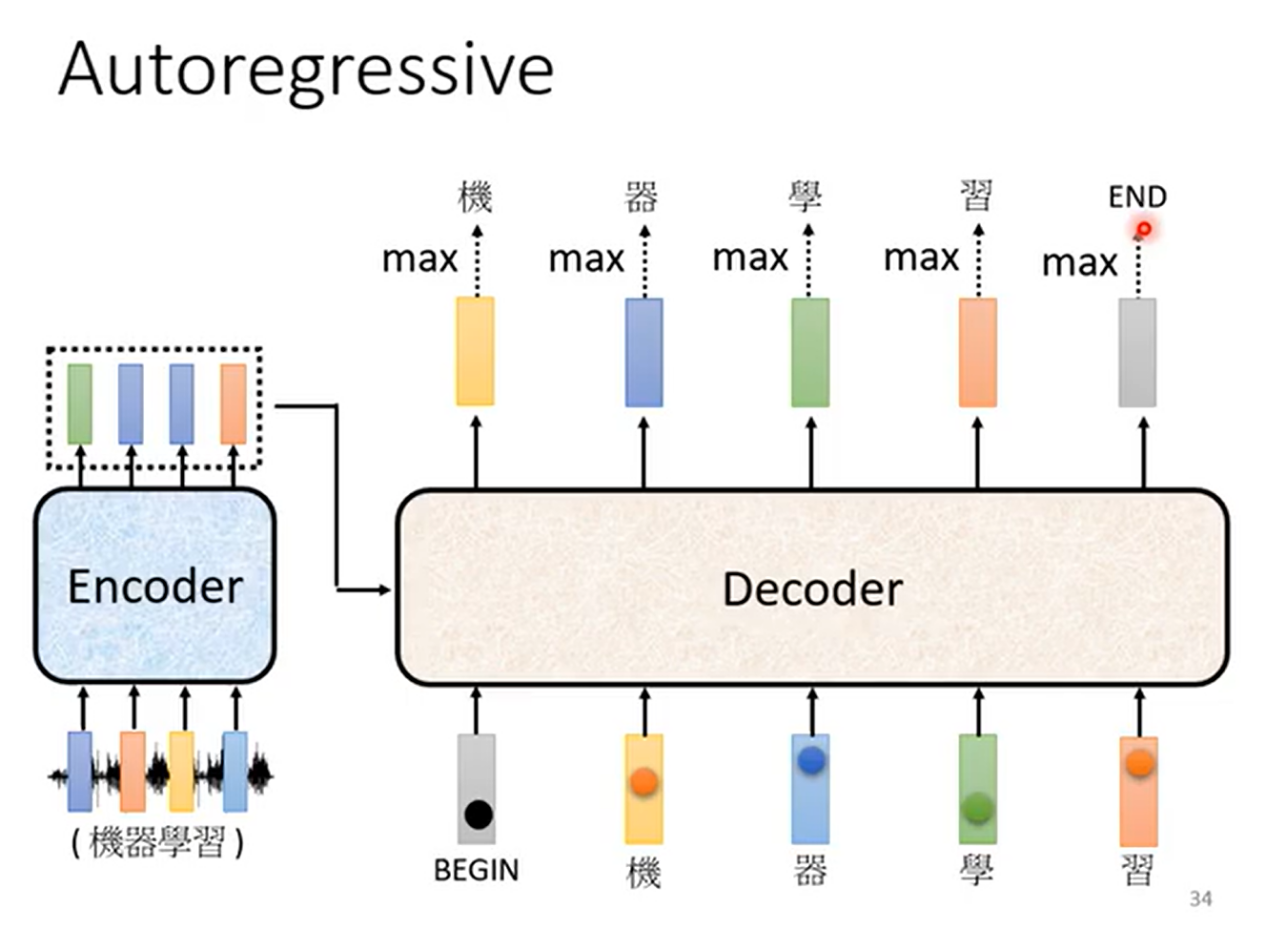 Autoregressive
機 器 學 習 END
max max max max max
Encoder
Decoder
(機器學習)
BEGIN 機 器 學 習
34